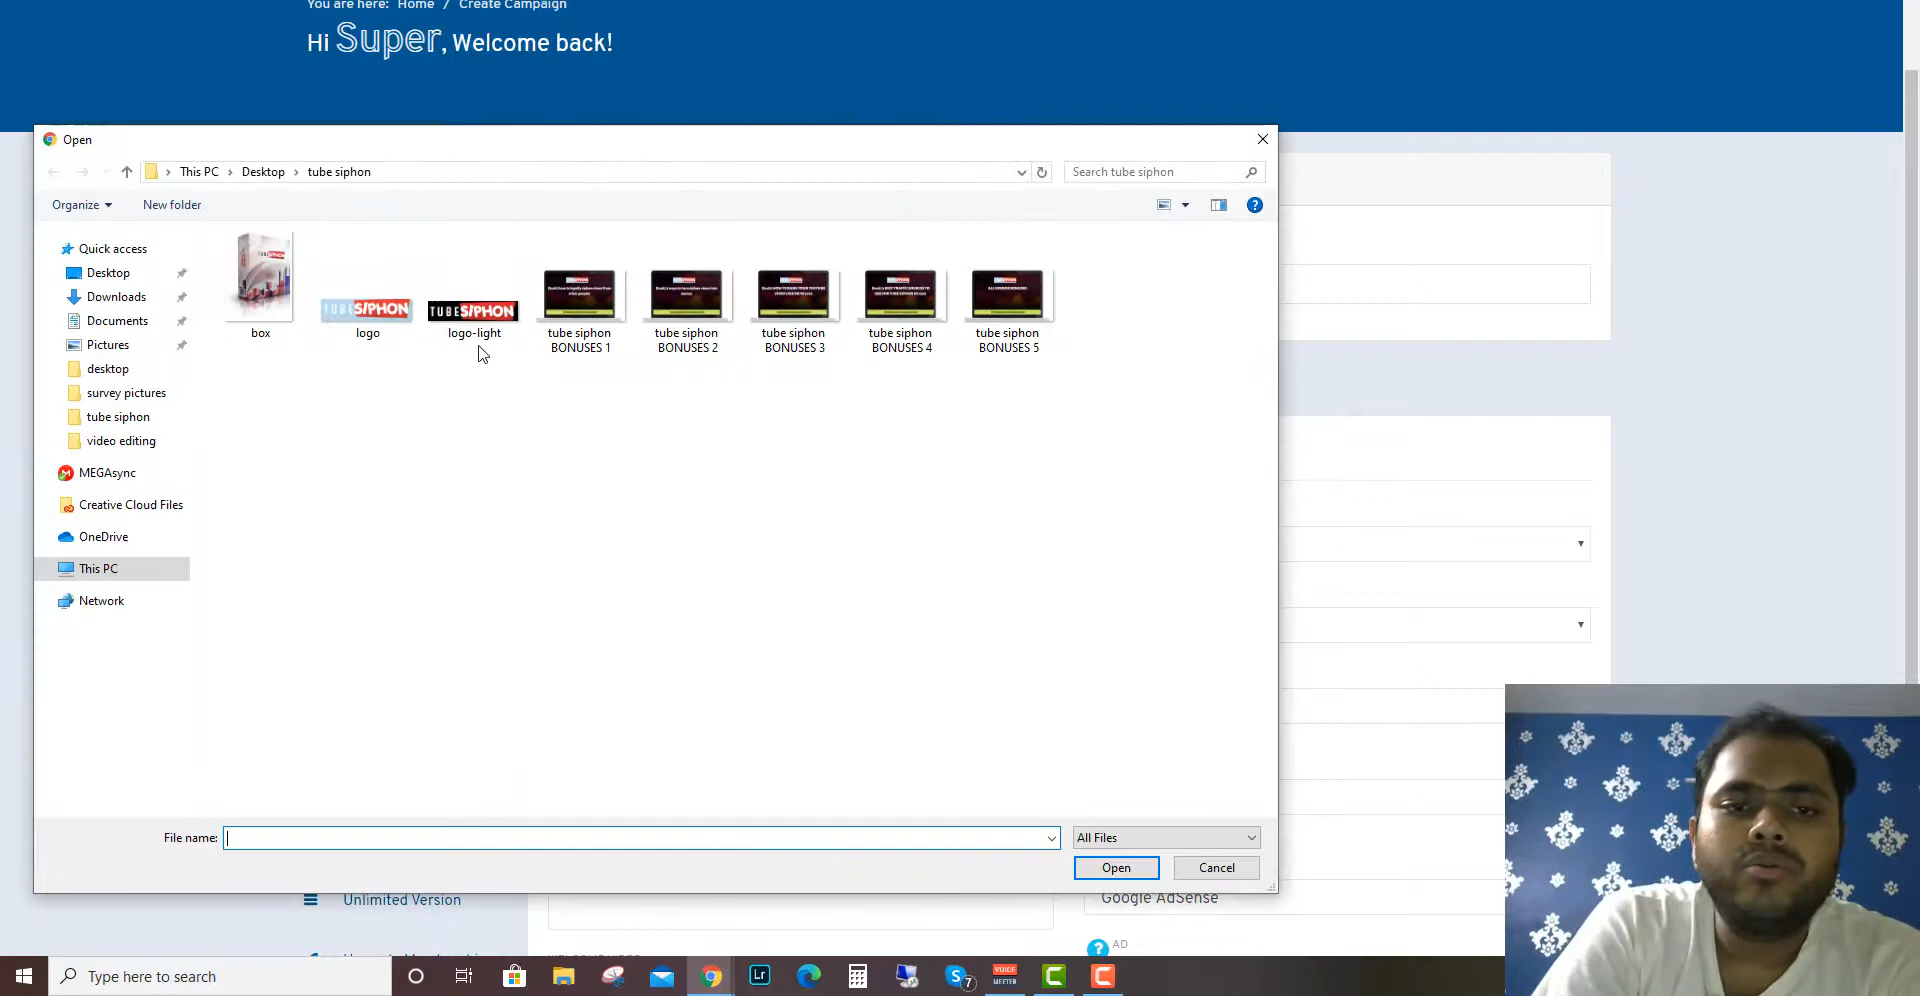 You are here: Home / Create Campaign
Hi Super, Welcome back!
Open
This PC > Desktop > tube siphon
Search tube siphon
Organize
New folder
Quick access
Desktop
Downloads
Documents
Pictures
desktop
survey pictures
tube siphon
video editing
MEGAsync
Creative Cloud Files
OneDrive
This PC
Network
TUBESIPHON
TUBESIPHON
box
logo
logo-light
tube siphon
BONUSES 1
tube siphon
BONUSES 2
tube siphon
BONUSES 3
tube siphon
BONUSES 4
tube siphon
BONUSES 5
File name:
All Files
Open
Cancel
Unlimited Version
Google AdSense
AD
Type here to search
Lr
S 7
VOICE
MEETER